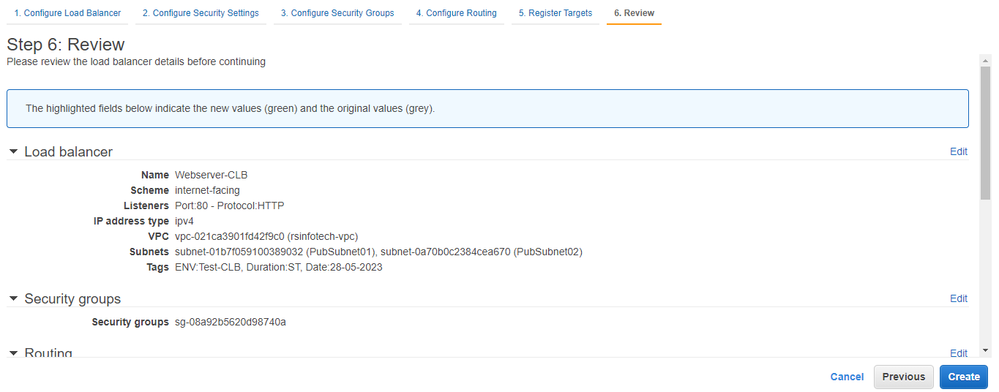 1. Configure Load Balancer 2. Configure Security Settings 3. Configure Security Groups 4. Configure Routing 5. Register Targets 6. Review
Step 6: Review
Please review the load balancer details before continuing
The highlighted fields below indicate the new values (green) and the original values (grey).
Load balancer Edit
Name Webserver-CLB
Scheme internet-facing
Listeners Port:80 - Protocol:HTTP
IP address type ipv4
VPC vpc-021ca3901fd42f9c0 (rsinfotech-vpc)
Subnets subnet-01b7f059100389032 (PubSubnet01), subnet-0a70b0c2384cea670 (PubSubnet02)
Tags ENV:Test-CLB, Duration:ST, Date:28-05-2023
Security groups Edit
Security groups sg-08a92b5620d98740a
Routing Edit
Cancel Previous Create